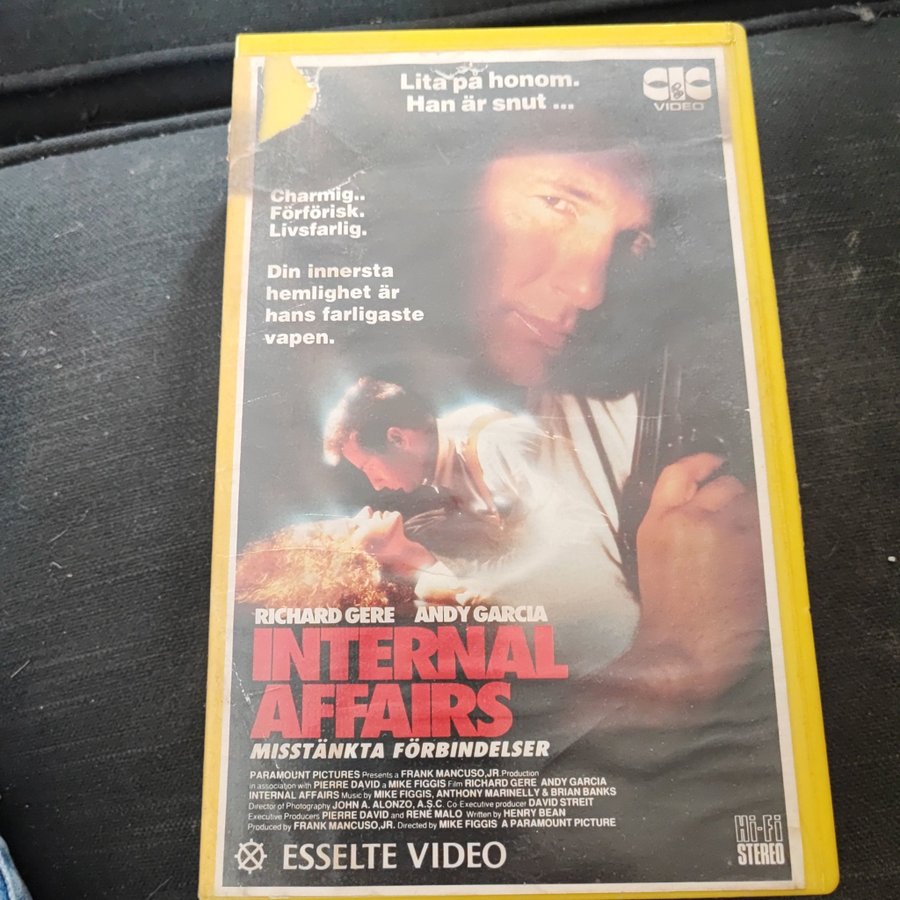 Lita på honom.
Han är snut ...
CIC
VIDEO
Charmig..
Förförisk.
Livsfarlig.
Din innersta
hemlighet är
hans farligaste
vapen.
RICHARD GERE ANDY GARCIA
INTERNAL
AFFAIRS
MISSTÄNKTA FÖRBINDELSER
PARAMOUNT PICTURES Presents a FRANK MANCUSO, JR. Production
in association with PIERRE DAVID a MIKE FIGGIS Film RICHARD GERE ANDY GARCIA
INTERNAL AFFAIRS Music by MIKE FIGGIS, ANTHONY MARINELLY & BRIAN BANKS
Director of Photography JOHN A. ALONZO, A.S.C. Co-Executive producer DAVID STREIT
Executive Producers PIERRE DAVID and RENÉ MALO Written by HENRY BEAN
Produced by FRANK MANCUSO, JR. Directed by MIKE FIGGIS A PARAMOUNT PICTURE
ESSELTE VIDEO
Hi-Fi
STEREO